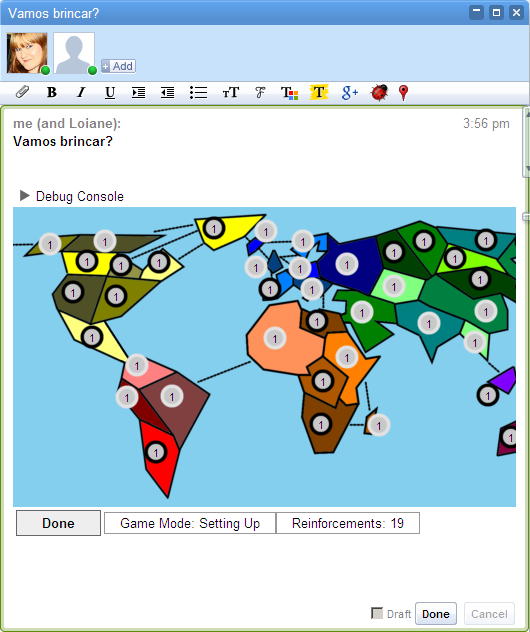 Vamos brincar?
+ Add
B I U T T F T T g+
me (and Loiane): 3:56 pm
Vamos brincar?
Debug Console
1 1 1 1 1
1 1 1 1 1 1 1
1 1 1 1
1 1 1 1 1
1 1 1 1 1
1 1 1 1
1 1 1 1
1 1 1
1 1
Done Game Mode: Setting Up Reinforcements: 19
Draft Done Cancel